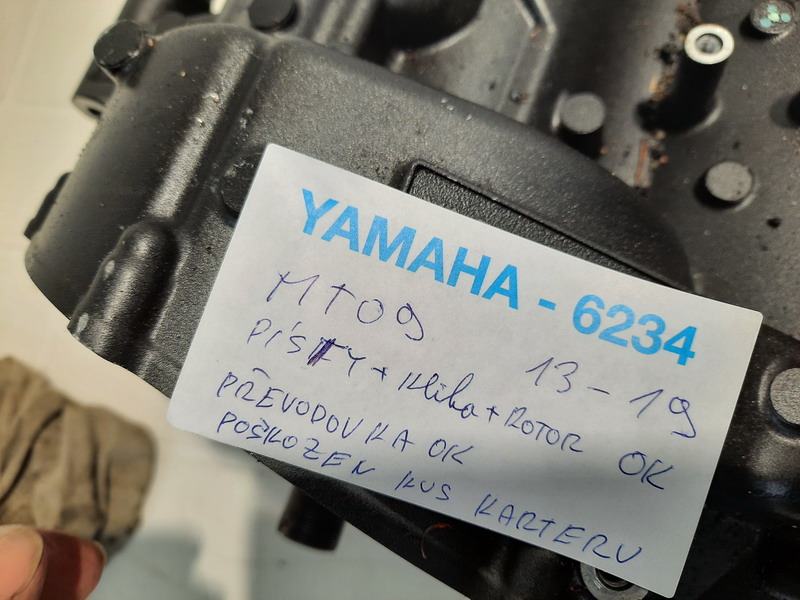 YAMAHA - 6234
MT09 13-19
PÍSTY + Klika + ROTOR OK
PŘEVODOVKA OK
POŠKOZEN KUS KARTERU